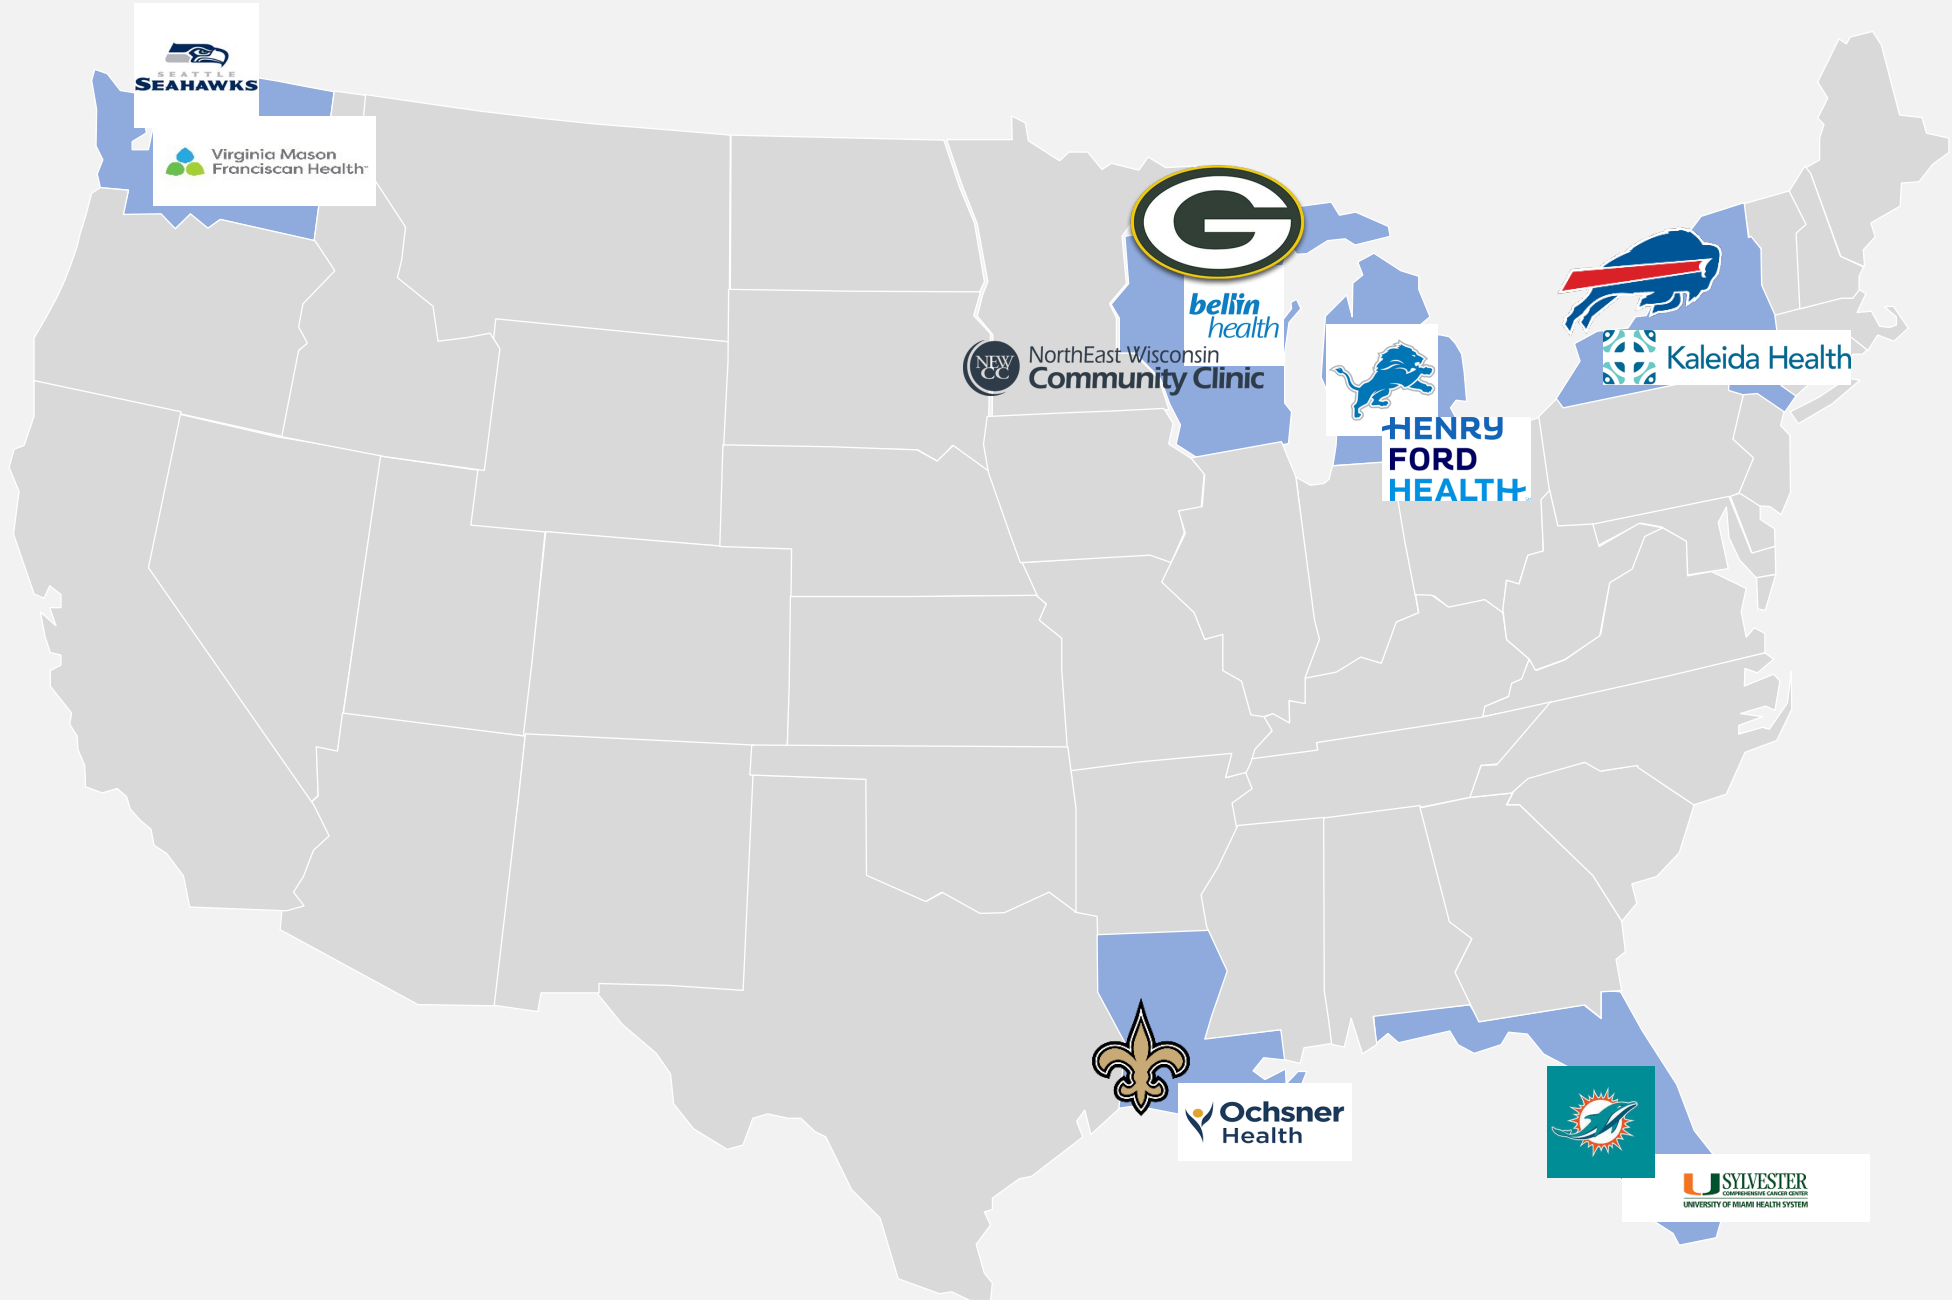 SEATTLE
SEAHAWKS
Virginia Mason
Franciscan Health
G
bellin
health
NEW
CC
NorthEast Wisconsin
Community Clinic
HENRY
FORD
HEALTH
Kaleida Health
Ochsner
Health
U SYLVESTER
COMPREHENSIVE CANCER CENTER
UNIVERSITY OF MIAMI HEALTH SYSTEM